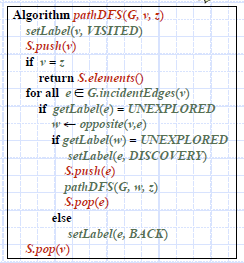 Algorithm pathDFS(G, v, z)
setLabel(v, VISITED)
S.push(v)
if v = z
return S.elements()
for all e ∈ G.incidentEdges(v)
if getLabel(e) = UNEXPLORED
w ← opposite(v,e)
if getLabel(w) = UNEXPLORED
setLabel(e, DISCOVERY)
S.push(e)
pathDFS(G, w, z)
S.pop(e)
else
setLabel(e, BACK)
S.pop(v)